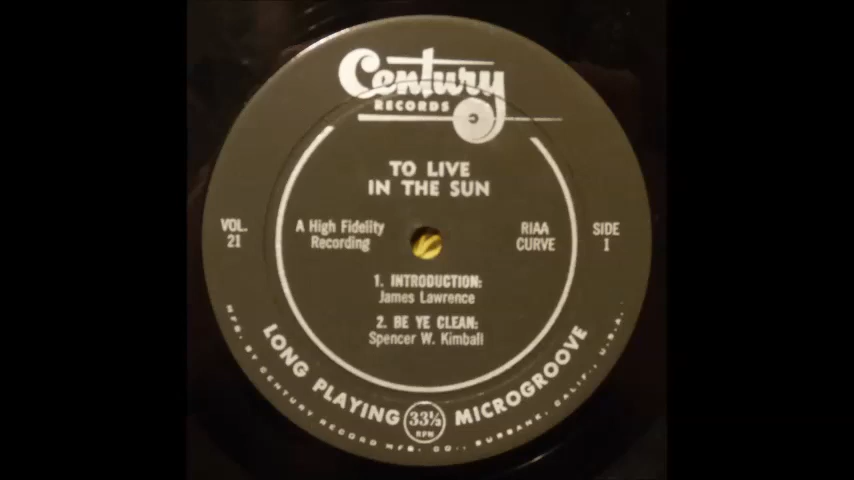 Century
RECORDS
TO LIVE
IN THE SUN
VOL.
21
A High Fidelity
Recording
RIAA
CURVE
SIDE
1
1. INTRODUCTION:
James Lawrence
2. BE YE CLEAN:
Spencer W. Kimball
LONG PLAYING 33⅓ RPM MICROGROOVE
MFG. BY CENTURY RECORD MFG. CO., BURBANK, CALIF., U.S.A.